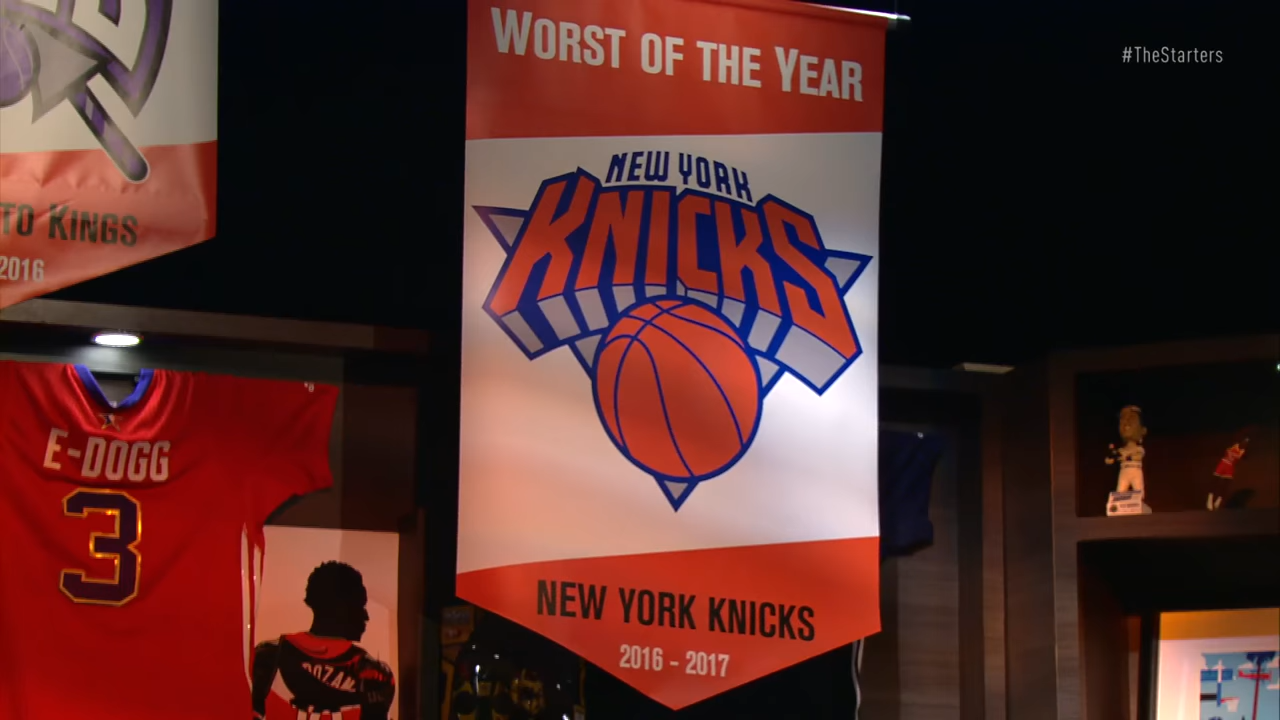 #TheStarters
WORST OF THE YEAR
NEW YORK
KNICKS
NEW YORK KNICKS
2016 - 2017
TO KINGS
2016
E-DOGG
3